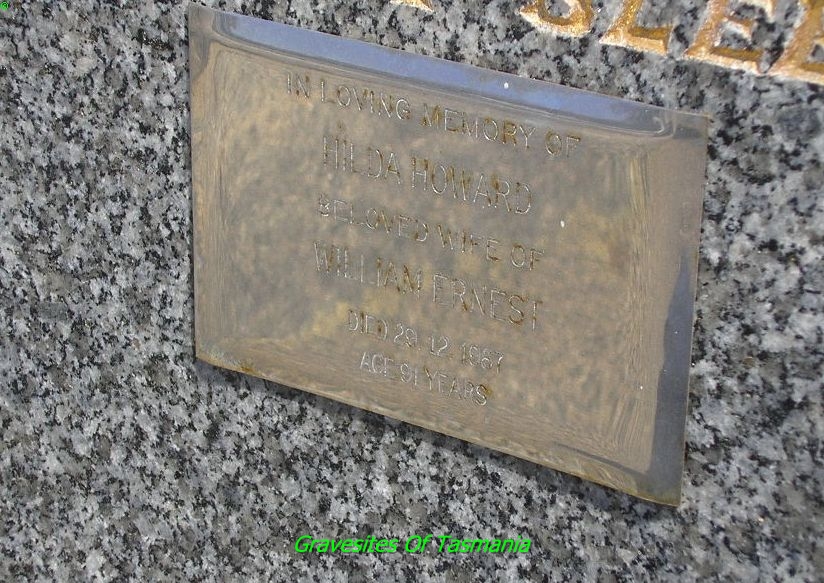 SLEE
IN LOVING MEMORY OF
HILDA HOWARD
BELOVED WIFE OF
WILLIAM ERNEST
DIED 29.12.1987
AGE 91 YEARS
Gravesites Of Tasmania